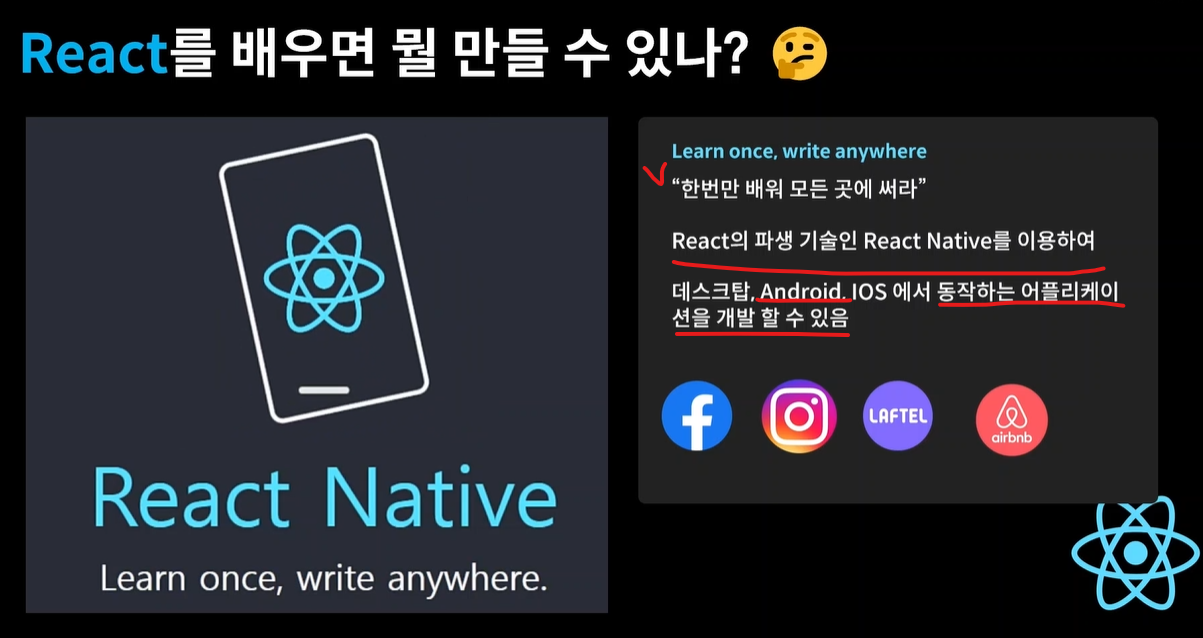 React를 배우면 뭘 만들 수 있나? 🤔
React Native
Learn once, write anywhere.
Learn once, write anywhere
“한번만 배워 모든 곳에 써라”
React의 파생 기술인 React Native를 이용하여
데스크탑, Android, IOS 에서 동작하는 어플리케이
션을 개발 할 수 있음
LAFTEL
airbnb